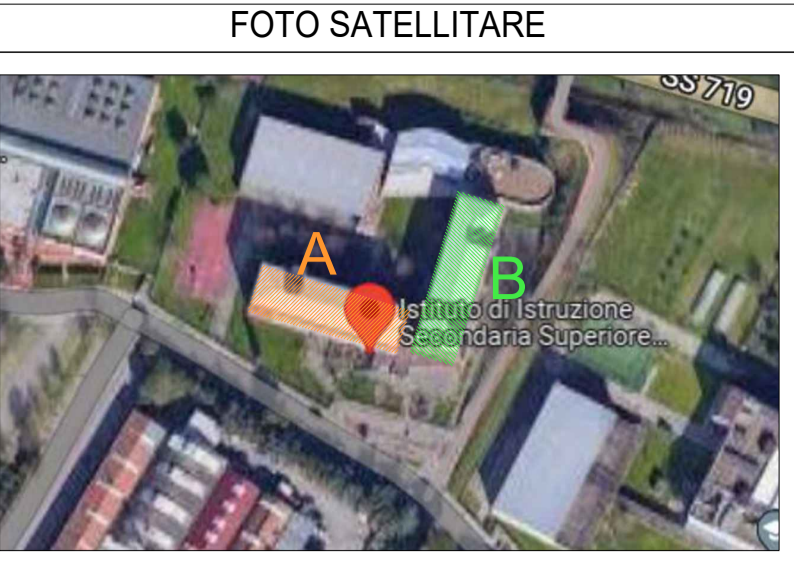 FOTO SATELLITARE
SS 719
A
B
Istituto di Istruzione
Secondaria Superiore...